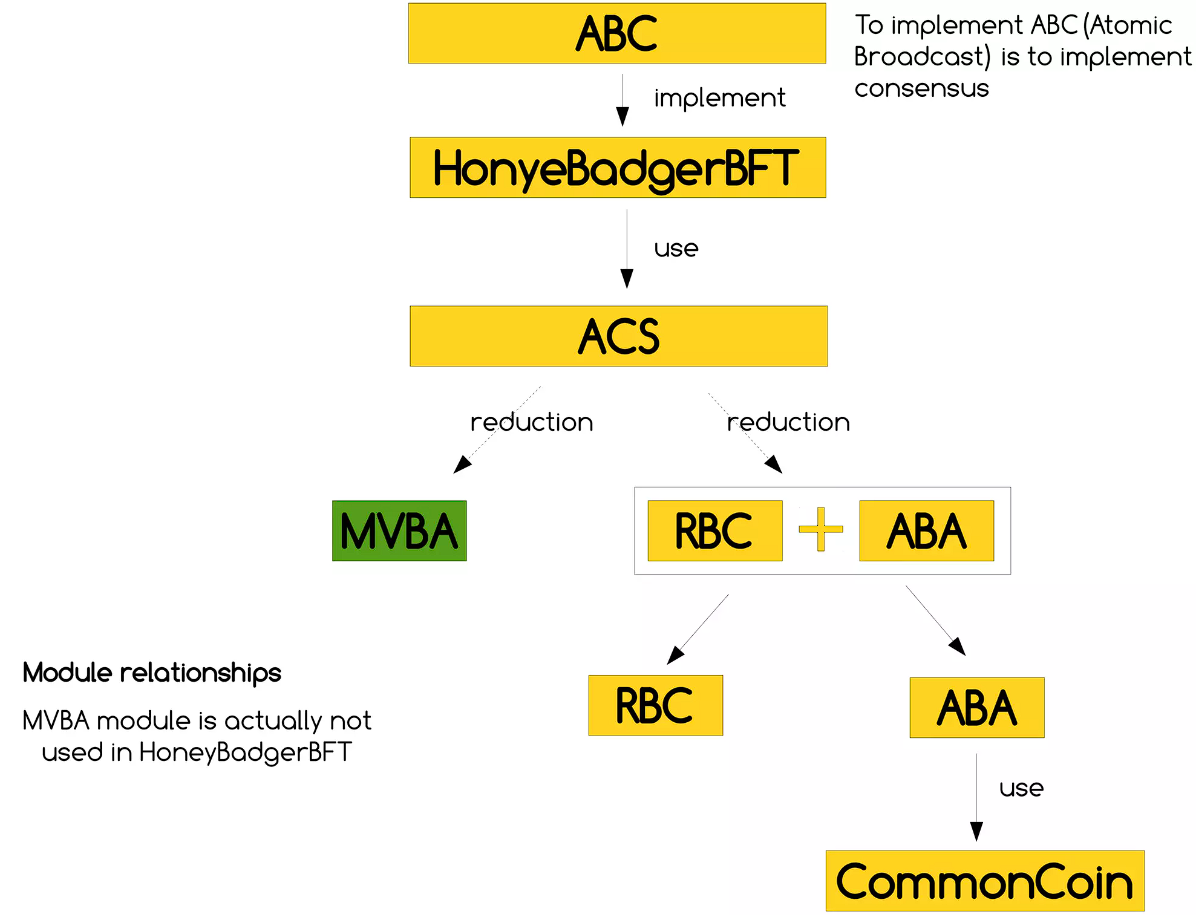 ABC
To implement ABC (Atomic
Broadcast) is to implement
consensus
implement
HonyeBadgerBFT
use
ACS
reduction
reduction
MVBA
RBC + ABA
Module relationships
MVBA module is actually not
used in HoneyBadgerBFT
RBC
ABA
use
CommonCoin